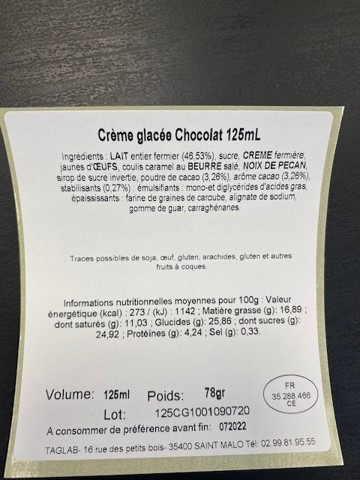 Crème glacée Chocolat 125mL
Ingrédients : LAIT entier fermier (46,53%), sucre, CREME fermière,
jaunes d'ŒUFS, coulis caramel au BEURRE salé, NOIX DE PECAN,
sirop de sucre invertie, poudre de cacao (3,26%), arôme cacao (3,26%),
stabilisants (0,27%) : émulsifiants : mono-et diglycérides d'acides gras,
épaississants : farine de graines de caroube, alignate de sodium,
gomme de guar, carraghénanes.
Traces possibles de soja, œuf, gluten, arachides, gluten et autres
fruits à coques.
Informations nutritionnelles moyennes pour 100g : Valeur
énergétique (kcal) : 273 / (kJ) : 1142 ; Matière grasse (g): 16,89 ;
dont saturés (g): 11,03 ; Glucides (g): 25,86 ; dont sucres (g):
24,92 ; Protéines (g): 4,24 ; Sel (g): 0,33.
Volume: 125ml Poids: 78gr
FR
35.288.466
CE
Lot: 125CG1001090720
A consommer de préférence avant fin: 072022
TAGLAB- 16 rue des petits bois- 35400 SAINT MALO Tél: 02.99.81.95.55